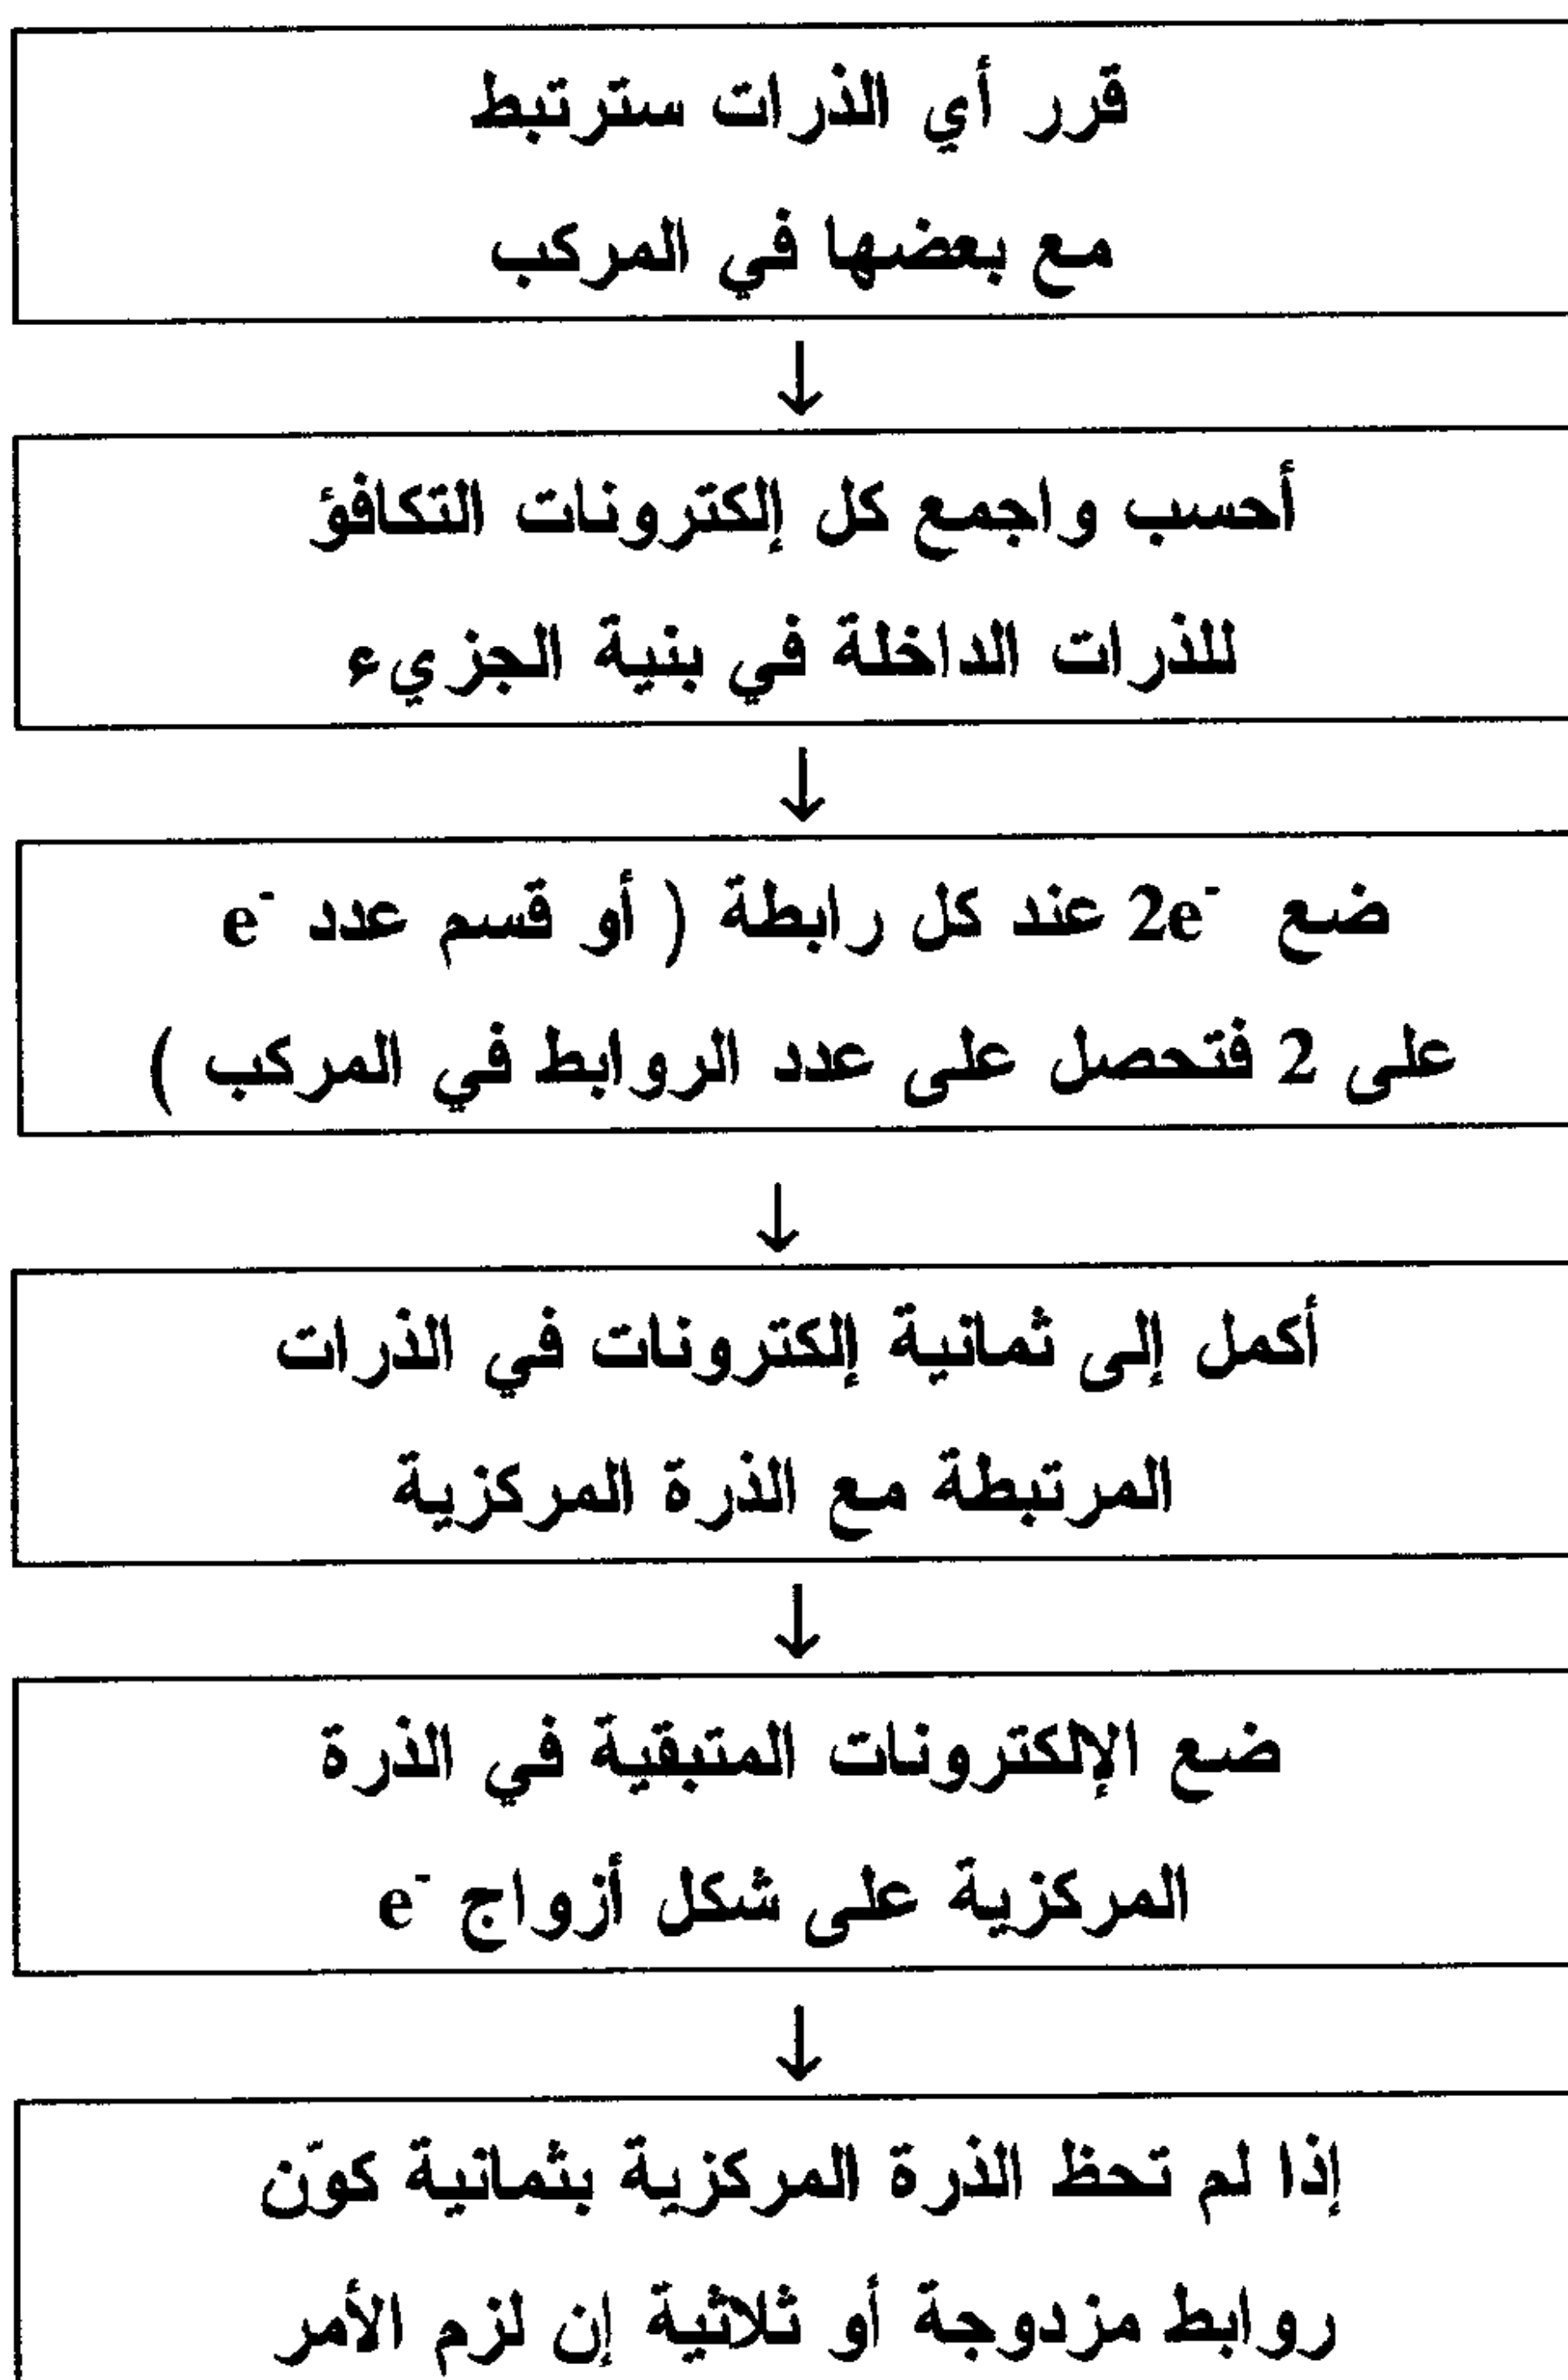 قرر أي الذرات سترتبط
مع بعضها في المركب
↓
أحسب واجمع كل إلكترونات التكافؤ
للذرات الداخلة في بنية الجزيء
↓
ضع 2e⁻ عند كل رابطة ( أو قسم عدد e⁻
على 2 فتحصل على عدد الروابط في المركب )
↓
أكمل إلى ثمانية إلكترونات في الذرات
المرتبطة مع الذرة المركزية
↓
ضع الإلكترونات المتبقية في الذرة
المركزية على شكل أزواج e⁻
↓
إذا لم تحظ الذرة المركزية بثمانية كوّن
روابط مزدوجة أو ثلاثية إن لزم الأمر